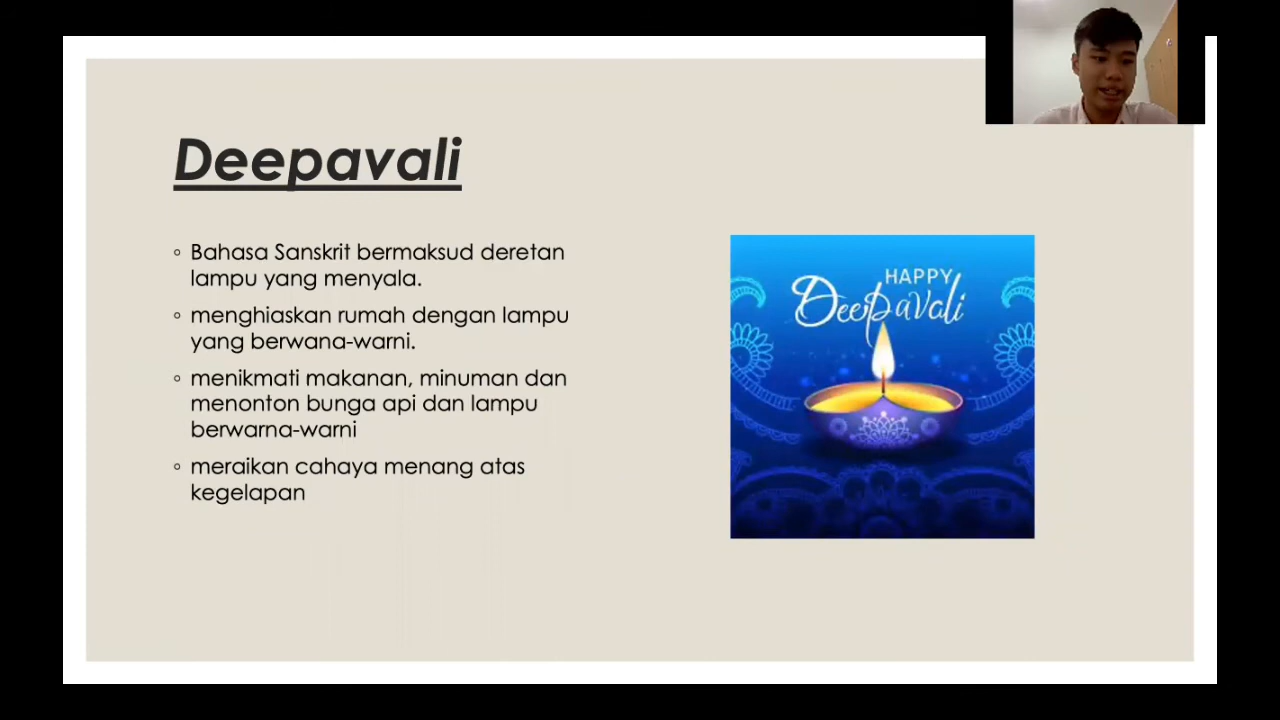 Deepavali
Bahasa Sanskrit bermaksud deretan
lampu yang menyala.
menghiaskan rumah dengan lampu
yang berwana-warni.
menikmati makanan, minuman dan
menonton bunga api dan lampu
berwarna-warni
meraikan cahaya menang atas
kegelapan
HAPPY
Deepavali